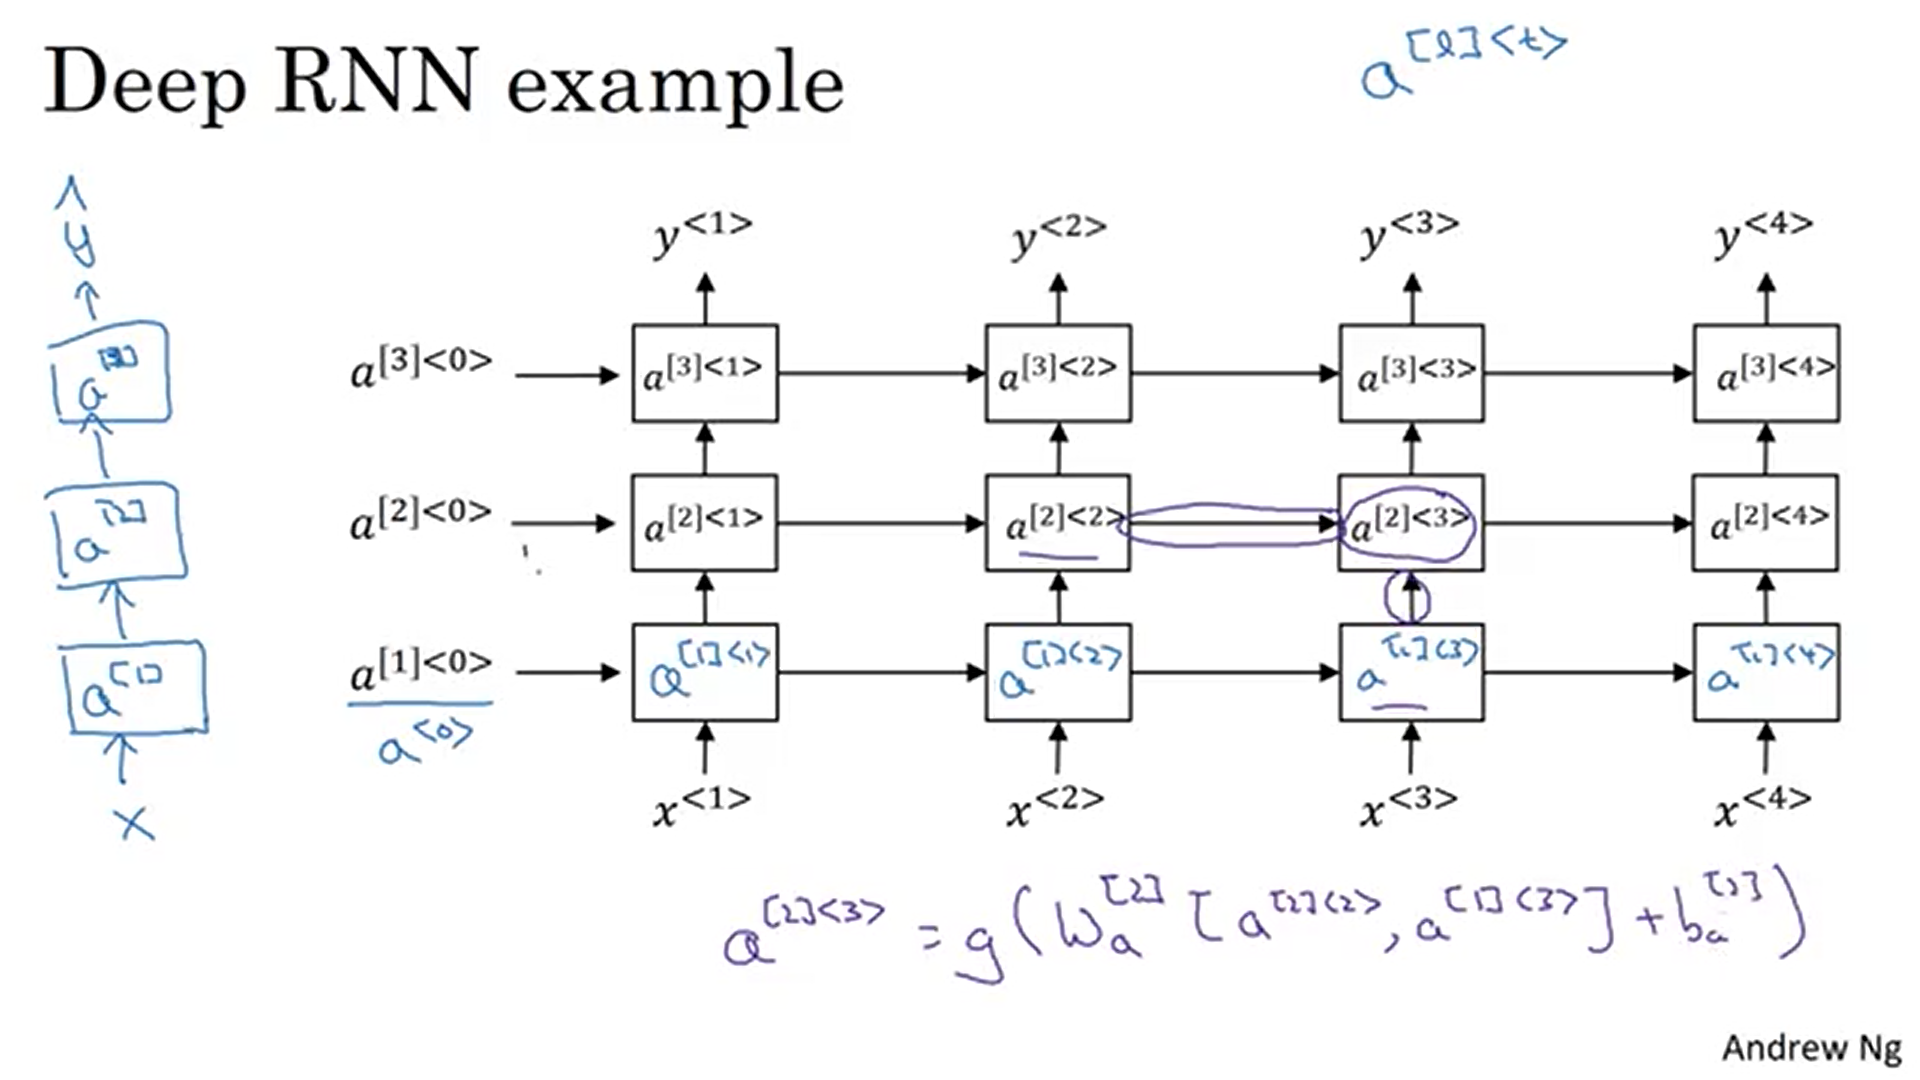 Deep RNN example
a^[l]<t>
ŷ
a^[3]
a^[2]
a^[1]
x
y^<1> y^<2> y^<3> y^<4>
a^[3]<0> a^[3]<1> a^[3]<2> a^[3]<3> a^[3]<4>
a^[2]<0> a^[2]<1> a^[2]<2> a^[2]<3> a^[2]<4>
a^[1]<0> a^[1]<1> a^[1]<2> a^[1]<3> a^[1]<4>
a^<0>
x^<1> x^<2> x^<3> x^<4>
a^[2]<3> = g(W_a^[2] [a^[2]<2>, a^[1]<3>] + b_a^[2])
Andrew Ng